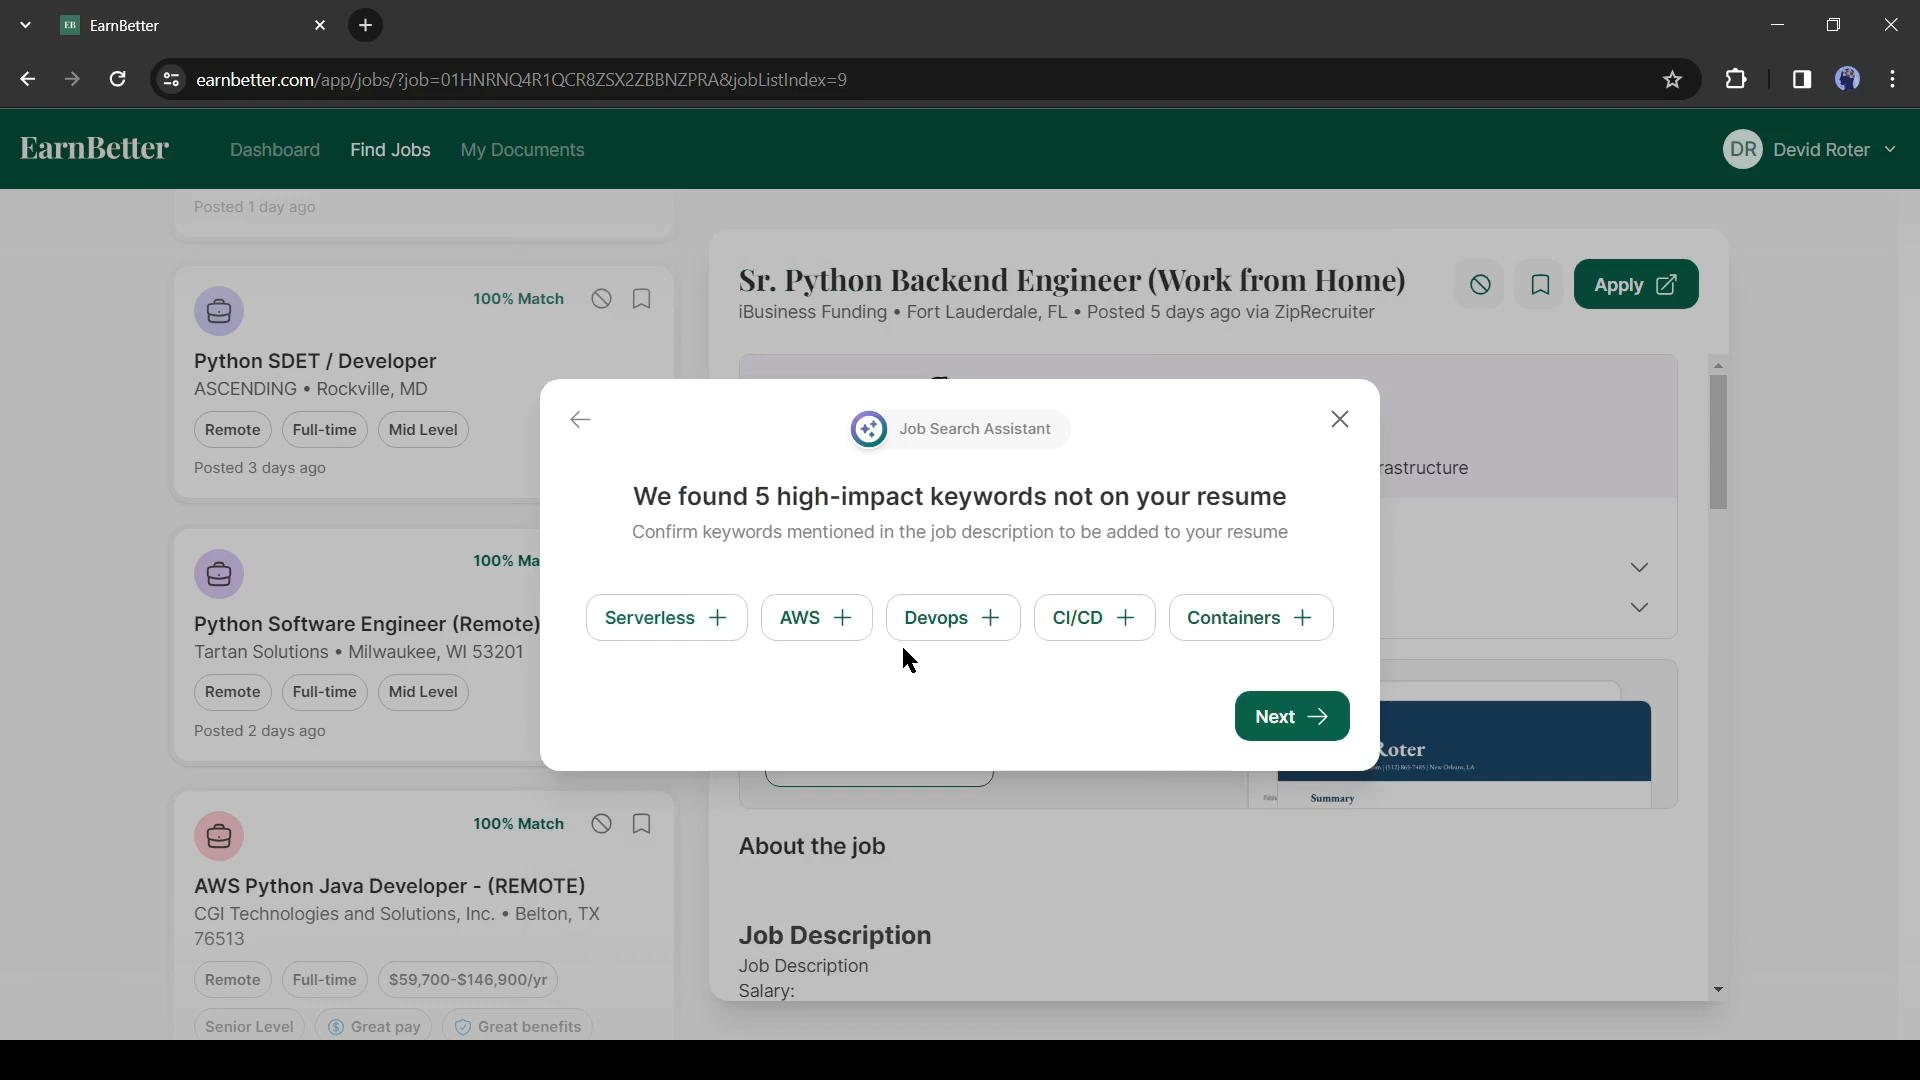 EB EarnBetter
earnbetter.com/app/jobs/?job=01HNRNQ4R1QCR8ZSX2ZBBNZPRA&jobListIndex=9
EarnBetter
Dashboard
Find Jobs
My Documents
DR
Devid Roter
Posted 1 day ago
100% Match
Python SDET / Developer
ASCENDING • Rockville, MD
Remote
Full-time
Mid Level
Posted 3 days ago
100% Ma
Python Software Engineer (Remote)
Tartan Solutions • Milwaukee, WI 53201
Remote
Full-time
Mid Level
Posted 2 days ago
100% Match
AWS Python Java Developer - (REMOTE)
CGI Technologies and Solutions, Inc. • Belton, TX
76513
Remote
Full-time
$59,700-$146,900/yr
Senior Level
Great pay
Great benefits
Sr. Python Backend Engineer (Work from Home)
iBusiness Funding • Fort Lauderdale, FL • Posted 5 days ago via ZipRecruiter
Apply
rastructure
Job Search Assistant
We found 5 high-impact keywords not on your resume
Confirm keywords mentioned in the job description to be added to your resume
Serverless
AWS
Devops
CI/CD
Containers
Next
Roter
(512) 865-7485 | New Orleans, LA
Summary
About the job
Job Description
Job Description
Salary: